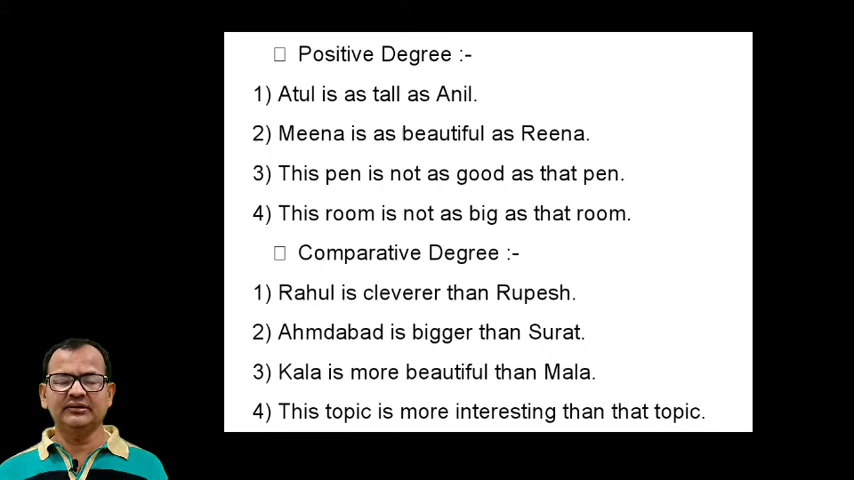 Positive Degree :-
1) Atul is as tall as Anil.
2) Meena is as beautiful as Reena.
3) This pen is not as good as that pen.
4) This room is not as big as that room.
Comparative Degree :-
1) Rahul is cleverer than Rupesh.
2) Ahmdabad is bigger than Surat.
3) Kala is more beautiful than Mala.
4) This topic is more interesting than that topic.